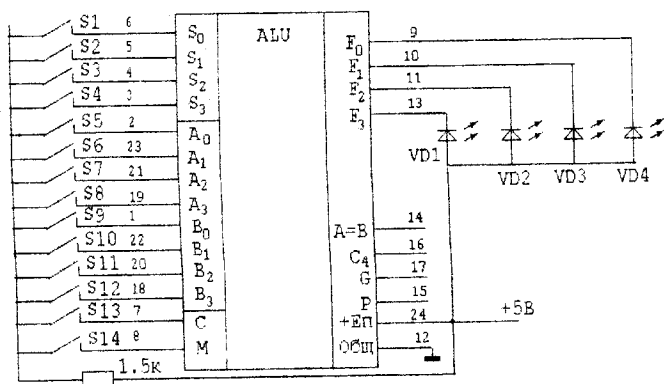 S1 6 S₀ ALU F₀ 9
S2 5 S₁ F₁ 10
S3 4 S₂ F₂ 11
S4 3 S₃ F₃ 13
S5 2 A₀
S6 23 A₁
S7 21 A₂
VD1 VD2 VD3 VD4
S8 19 A₃
S9 1 B₀ A=B 14
S10 22 B₁ C₄ 16
S11 20 B₂ G 17
S12 18 B₃ P 15
S13 7 C +Еп 24 +5В
S14 8 M Общ 12
1.5к